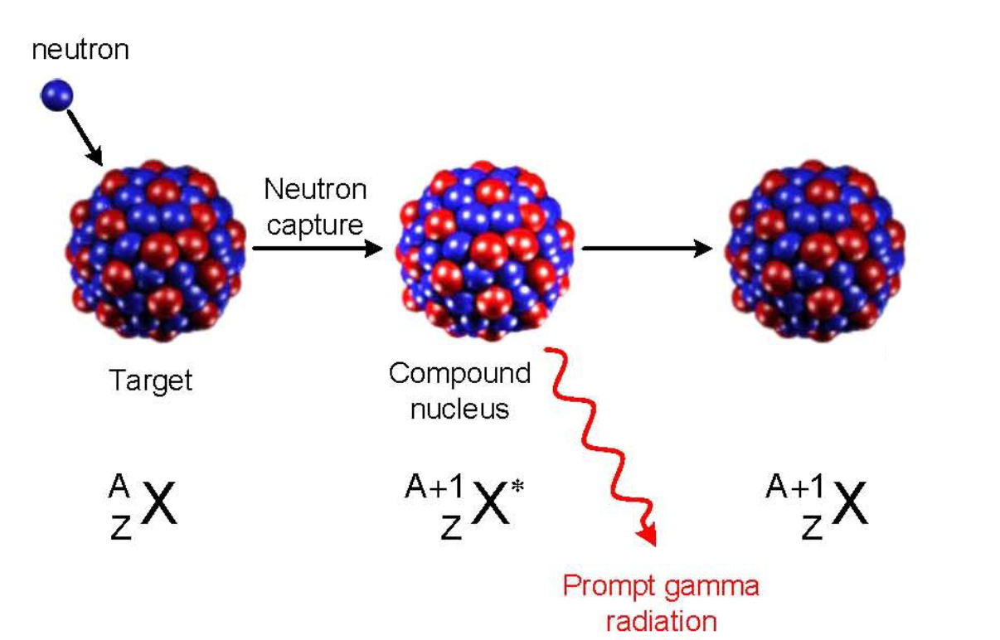 neutron
Neutron
capture
Target
Compound
nucleus
A
Z X
A+1
Z X*
A+1
Z X
Prompt gamma
radiation